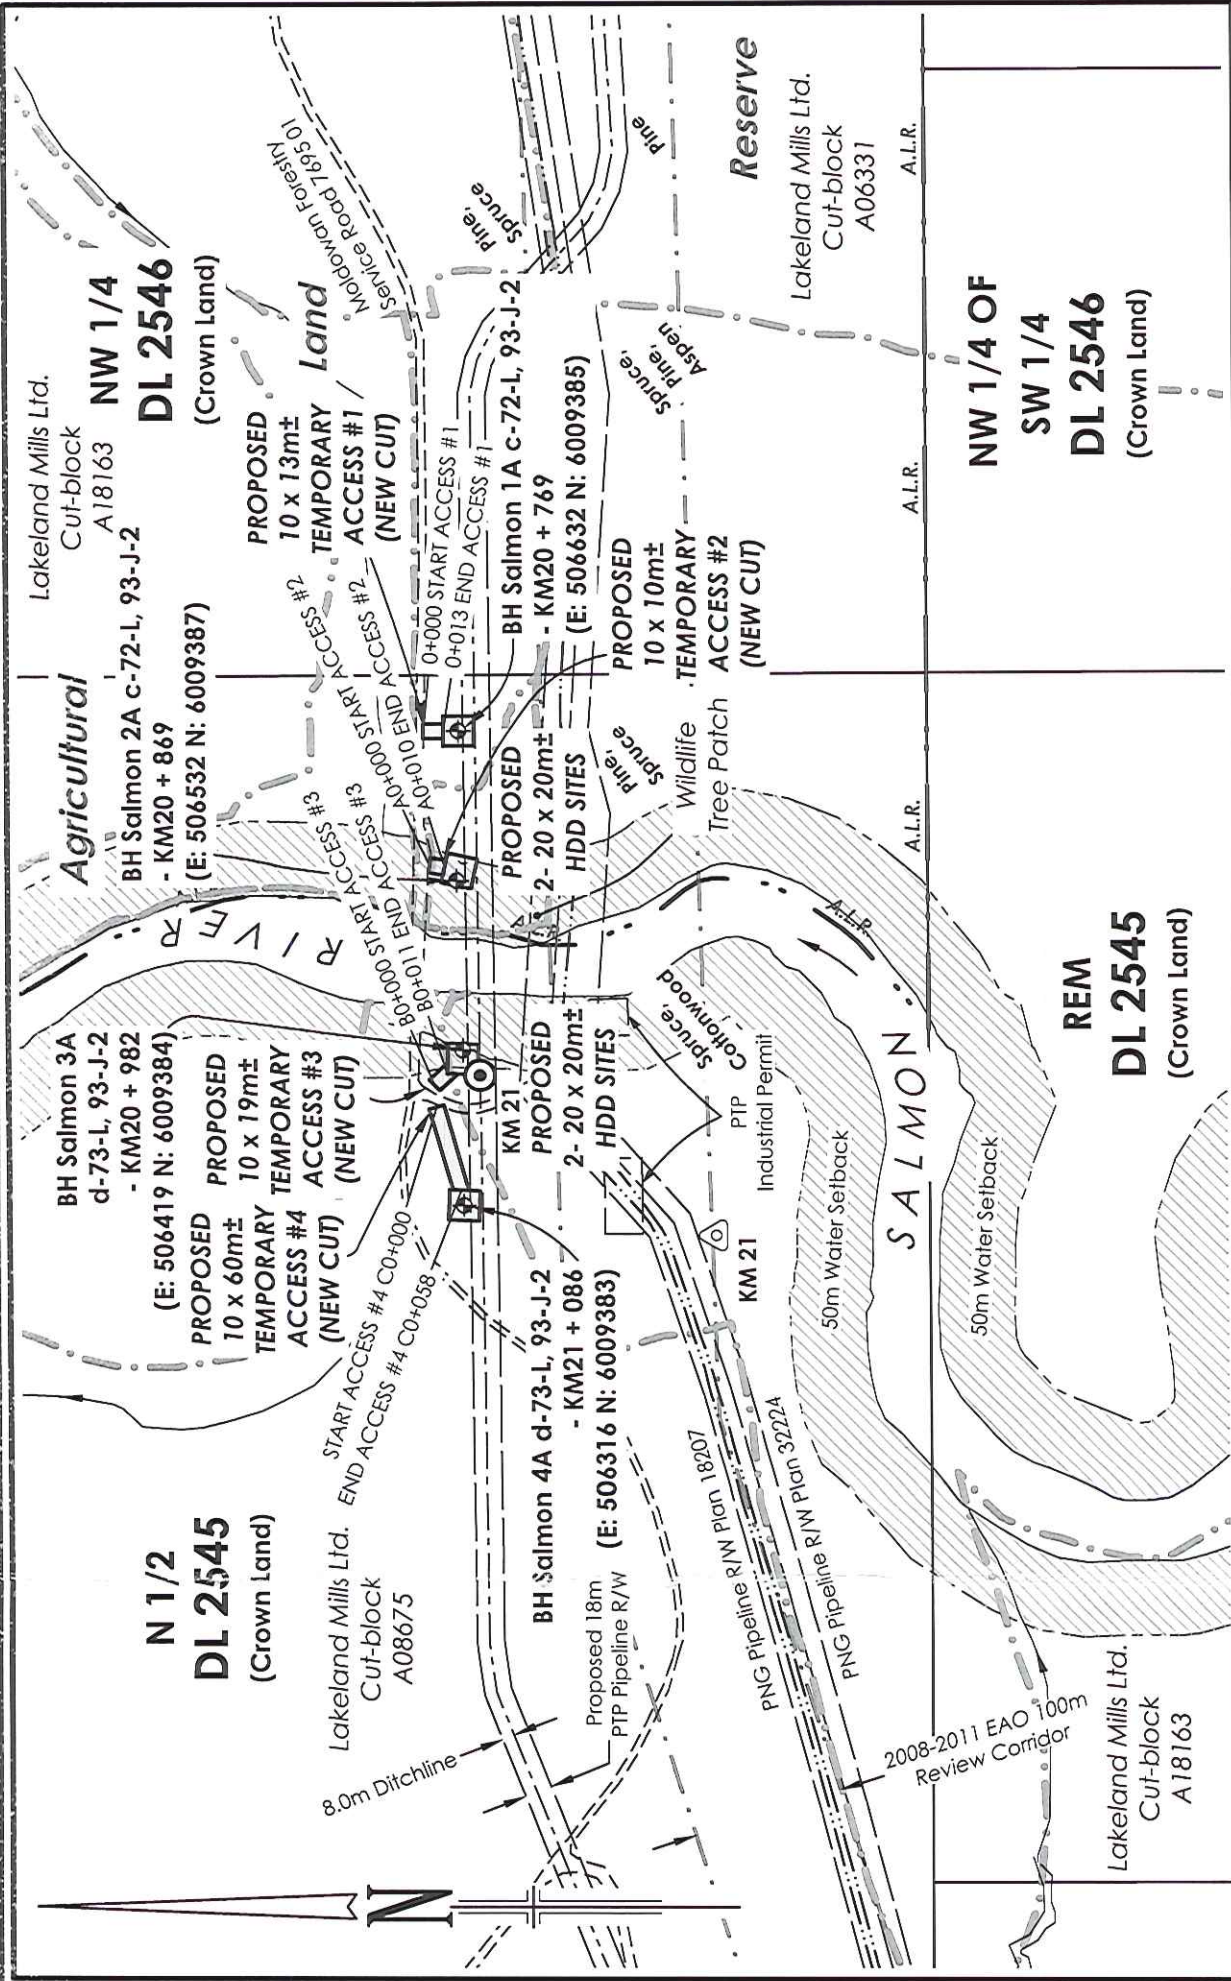 N 1/2
DL 2545
(Crown Land)
Lakeland Mills Ltd.
Cut-block
A08675
8.0m Ditchline
Proposed 18m
PTP Pipeline R/W
N
BH Salmon 3A
d-73-L, 93-J-2
- KM20 + 982
(E: 506419 N: 6009384)
PROPOSED
10 x 60m±
TEMPORARY
ACCESS #4
(NEW CUT)
PROPOSED
10 x 19m±
TEMPORARY
ACCESS #3
(NEW CUT)
START ACCESS #4 C0+000
END ACCESS #4 C0+058
BH Salmon 4A d-73-L, 93-J-2
- KM21 + 086
(E: 506316 N: 6009383)
KM 21
PROPOSED
2- 20 x 20m±
HDD SITES
RIVER
Agricultural
BH Salmon 2A c-72-L, 93-J-2
- KM20 + 869
(E: 506532 N: 6009387)
B0+000 START ACCESS #3
B0+011 END ACCESS #3
A0+000 START ACCESS #2
A0+010 END ACCESS #2
Lakeland Mills Ltd.
Cut-block
A18163
NW 1/4
DL 2546
(Crown Land)
PROPOSED
10 x 13m±
TEMPORARY
ACCESS #1
(NEW CUT)
Land
Moldowan Forestry
Service Road 7695 01
0+000 START ACCESS #1
0+013 END ACCESS #1
BH Salmon 1A c-72-L, 93-J-2
- KM20 + 769
(E: 506632 N: 6009385)
PROPOSED
10 x 10m±
TEMPORARY
ACCESS #2
(NEW CUT)
PROPOSED
2- 20 x 20m±
HDD SITES
Pine,
Spruce
Pine,
Spruce
Pine
Spruce,
Pine,
Aspen
Wildlife
Tree Patch
Reserve
Lakeland Mills Ltd.
Cut-block
A06331
Spruce,
Cottonwood
PTP
Industrial Permit
KM 21
PNG Pipeline R/W Plan 18207
PNG Pipeline R/W Plan 32224
2008-2011 EAO 100m
Review Corridor
50m Water Setback
SALMON
50m Water Setback
A.L.R.
A.L.R.
A.L.R.
A.L.R.
NW 1/4 OF
SW 1/4
DL 2546
(Crown Land)
REM
DL 2545
(Crown Land)
Lakeland Mills Ltd.
Cut-block
A18163